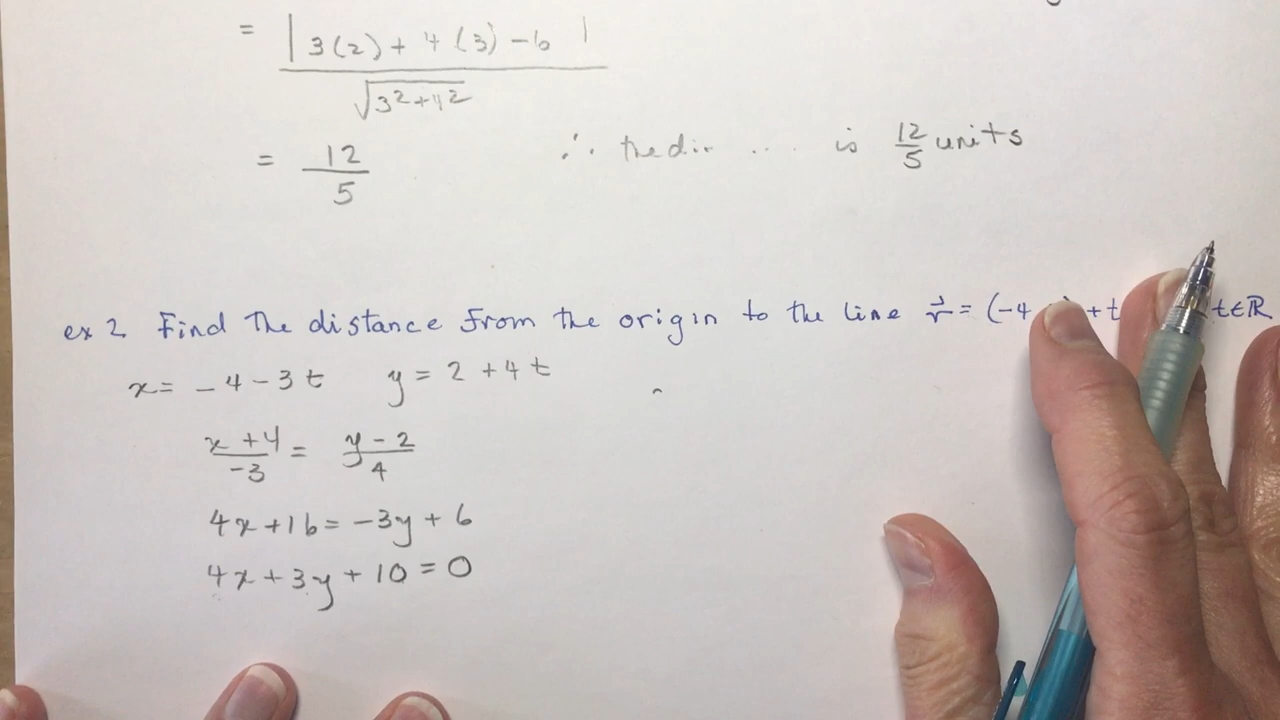 = |3(2) + 4(3) - 6|
√3²+4²
= 12/5 ∴ the di.. ... is 12/5 units
ex 2 Find the distance from the origin to the line r⃗ = (-4 ) + t t∈ℝ
x = -4 - 3t y = 2 + 4t
x+4/-3 = y-2/4
4x + 16 = -3y + 6
4x + 3y + 10 = 0